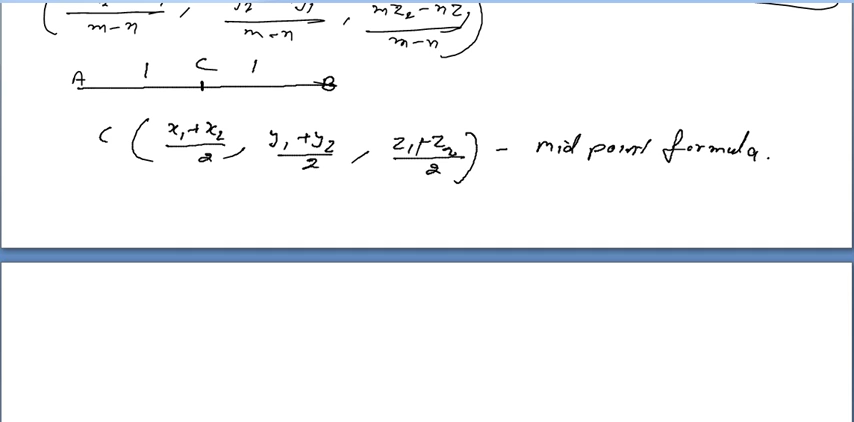 m-n , m-n , mz₂-nz₁/m-n )
A 1 C 1 B
C ( x₁+x₂/2 , y₁+y₂/2 , z₁+z₂/2 ) - mid point formula.